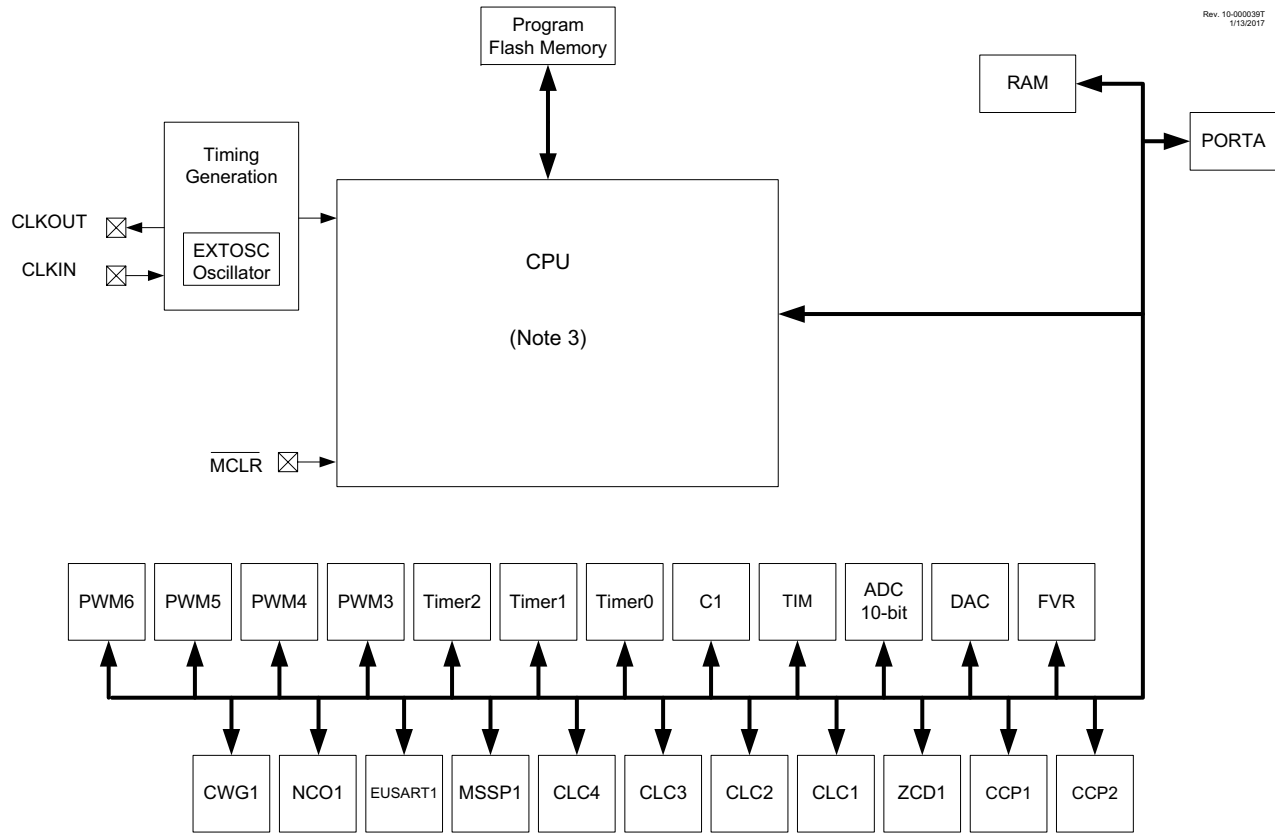 Rev. 10-000039T
1/13/2017
Program
Flash Memory
RAM
PORTA
Timing
Generation
EXTOSC
Oscillator
CLKOUT
CLKIN
CPU
(Note 3)
MCLR
PWM6
PWM5
PWM4
PWM3
Timer2
Timer1
Timer0
C1
TIM
ADC
10-bit
DAC
FVR
CWG1
NCO1
EUSART1
MSSP1
CLC4
CLC3
CLC2
CLC1
ZCD1
CCP1
CCP2